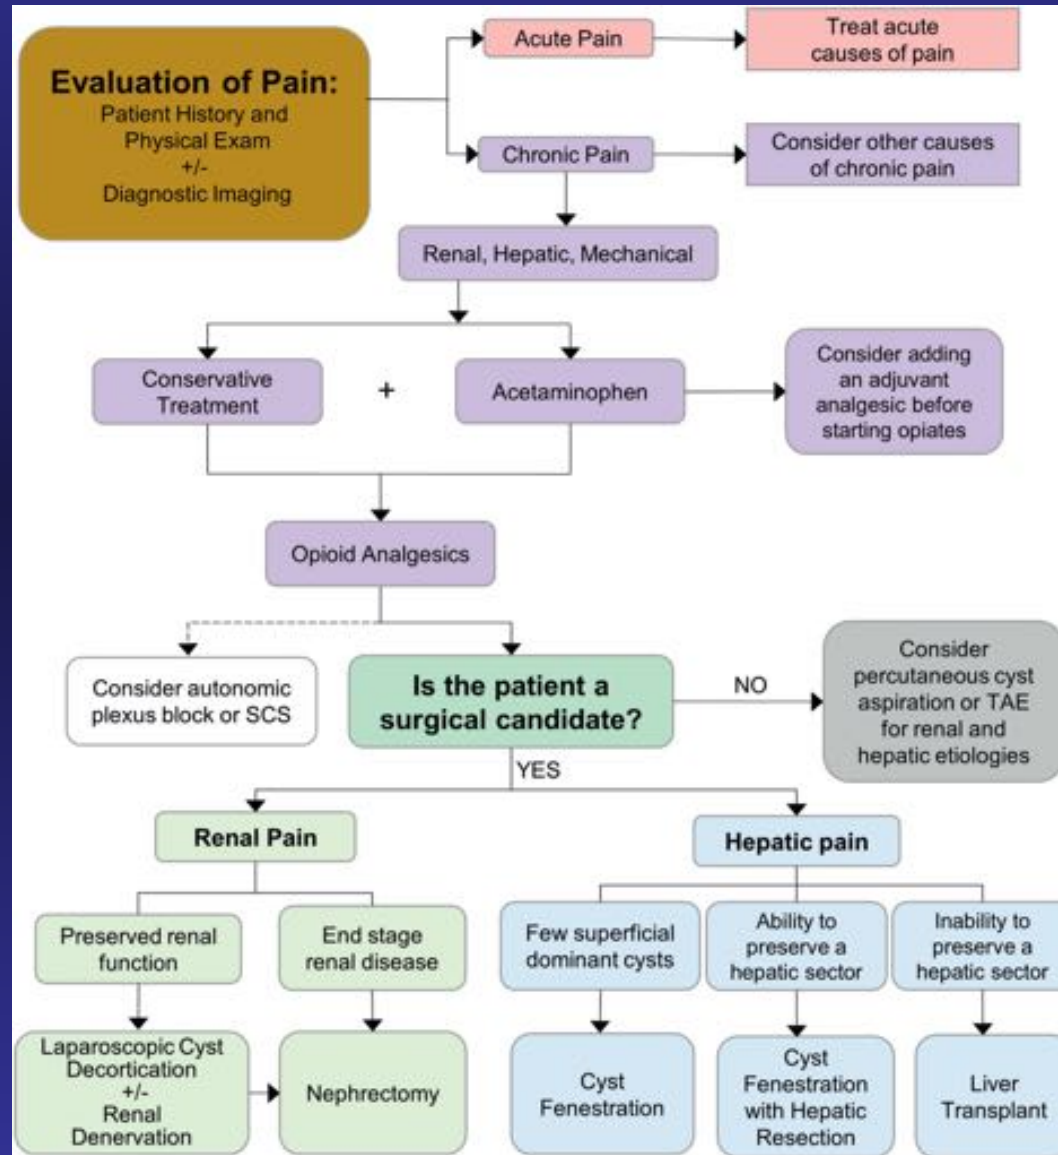 Evaluation of Pain:
Patient History and
Physical Exam
+/-
Diagnostic Imaging
Acute Pain
Treat acute
causes of pain
Chronic Pain
Consider other causes
of chronic pain
Renal, Hepatic, Mechanical
Conservative
Treatment
+
Acetaminophen
Consider adding
an adjuvant
analgesic before
starting opiates
Opioid Analgesics
Consider autonomic
plexus block or SCS
Is the patient a
surgical candidate?
NO
Consider
percutaneous cyst
aspiration or TAE
for renal and
hepatic etiologies
YES
Renal Pain
Hepatic pain
Preserved renal
function
End stage
renal disease
Few superficial
dominant cysts
Ability to
preserve a
hepatic sector
Inability to
preserve a
hepatic sector
Laparoscopic Cyst
Decortication
+/-
Renal
Denervation
Nephrectomy
Cyst
Fenestration
Cyst
Fenestration
with Hepatic
Resection
Liver
Transplant